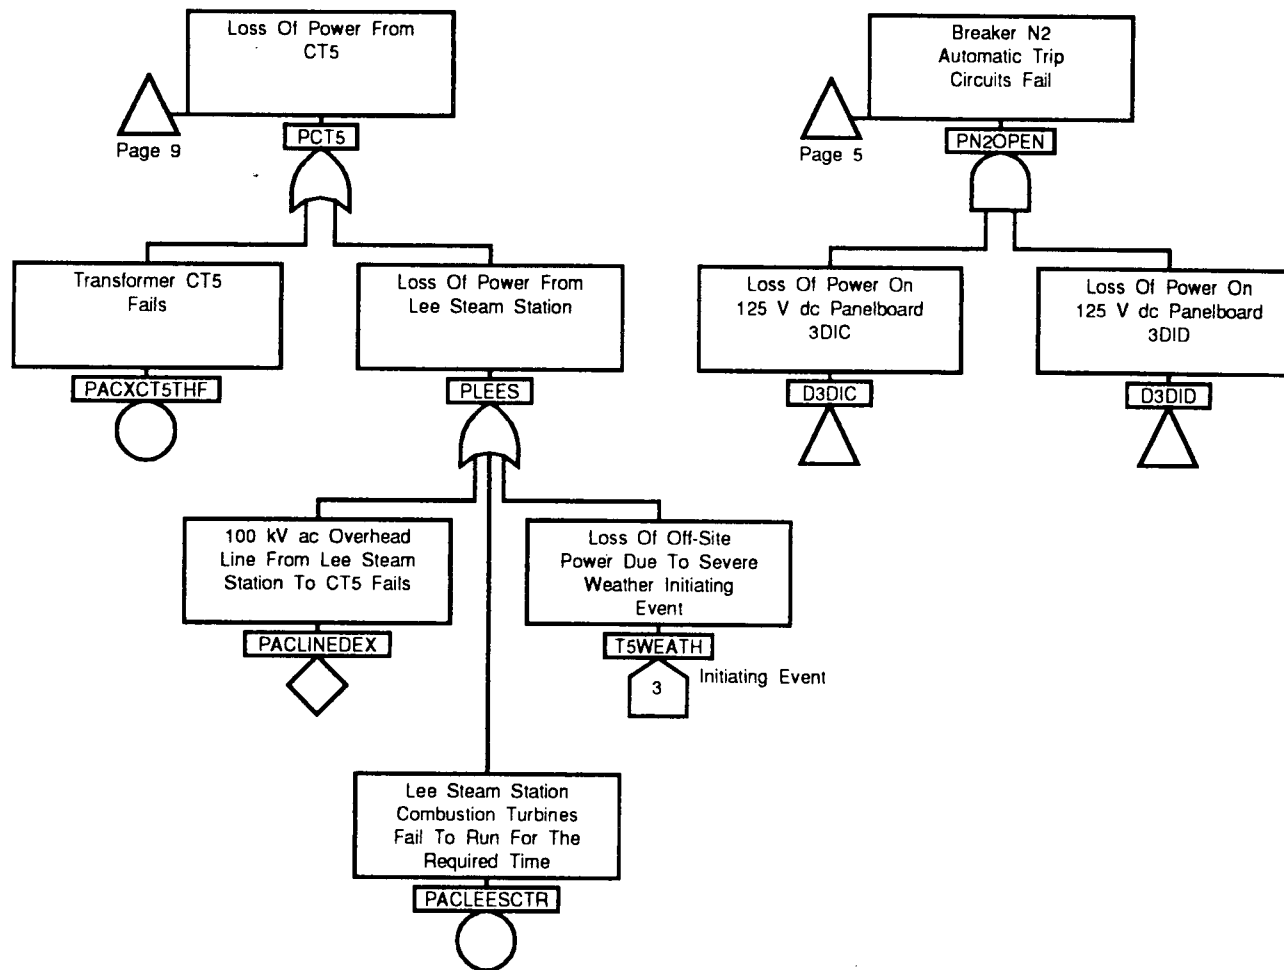 Loss Of Power From
CT5
Page 9
PCT5
Transformer CT5
Fails
PACXCT5THF
Loss Of Power From
Lee Steam Station
PLEES
100 kV ac Overhead
Line From Lee Steam
Station To CT5 Fails
PACLINEDEX
Loss Of Off-Site
Power Due To Severe
Weather Initiating
Event
T5WEATH
3
Initiating Event
Lee Steam Station
Combustion Turbines
Fail To Run For The
Required Time
PACLEESCTR
Breaker N2
Automatic Trip
Circuits Fail
Page 5
PN2OPEN
Loss Of Power On
125 V dc Panelboard
3DIC
D3DIC
Loss Of Power On
125 V dc Panelboard
3DID
D3DID